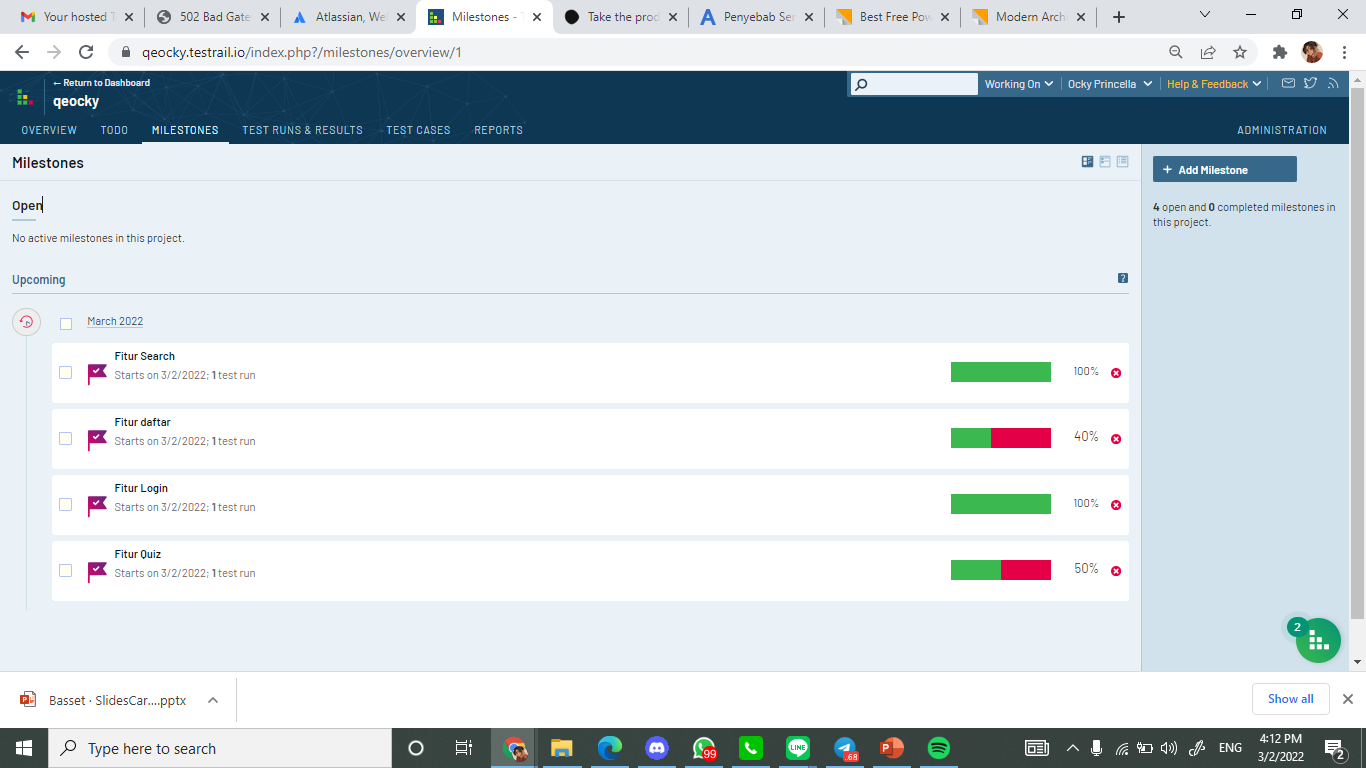 Your hosted T
502 Bad Gate
Atlassian, We
Milestones - T
Take the prod
Penyebab Ser
Best Free Pow
Modern Archi
qeocky.testrail.io/index.php?/milestones/overview/1
← Return to Dashboard
qeocky
Working On
Ocky Princella
Help & Feedback
OVERVIEW
TODO
MILESTONES
TEST RUNS & RESULTS
TEST CASES
REPORTS
ADMINISTRATION
Milestones
+ Add Milestone
4 open and 0 completed milestones in
this project.
Open
No active milestones in this project.
Upcoming
?
March 2022
Fitur Search
Starts on 3/2/2022; 1 test run
100%
Fitur daftar
Starts on 3/2/2022; 1 test run
40%
Fitur Login
Starts on 3/2/2022; 1 test run
100%
Fitur Quiz
Starts on 3/2/2022; 1 test run
50%
2
Basset · SlidesCar....pptx
Show all
Type here to search
99
LINE
.68
ENG
4:12 PM
3/2/2022
2